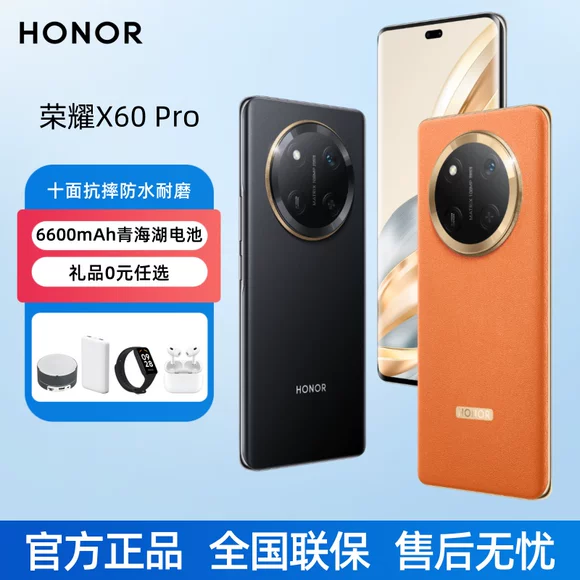 HONOR
荣耀X60 Pro
十面抗摔防水耐磨
6600mAh青海湖电池
礼品0元任选
HONOR
HONOR
官方正品 全国联保 售后无忧